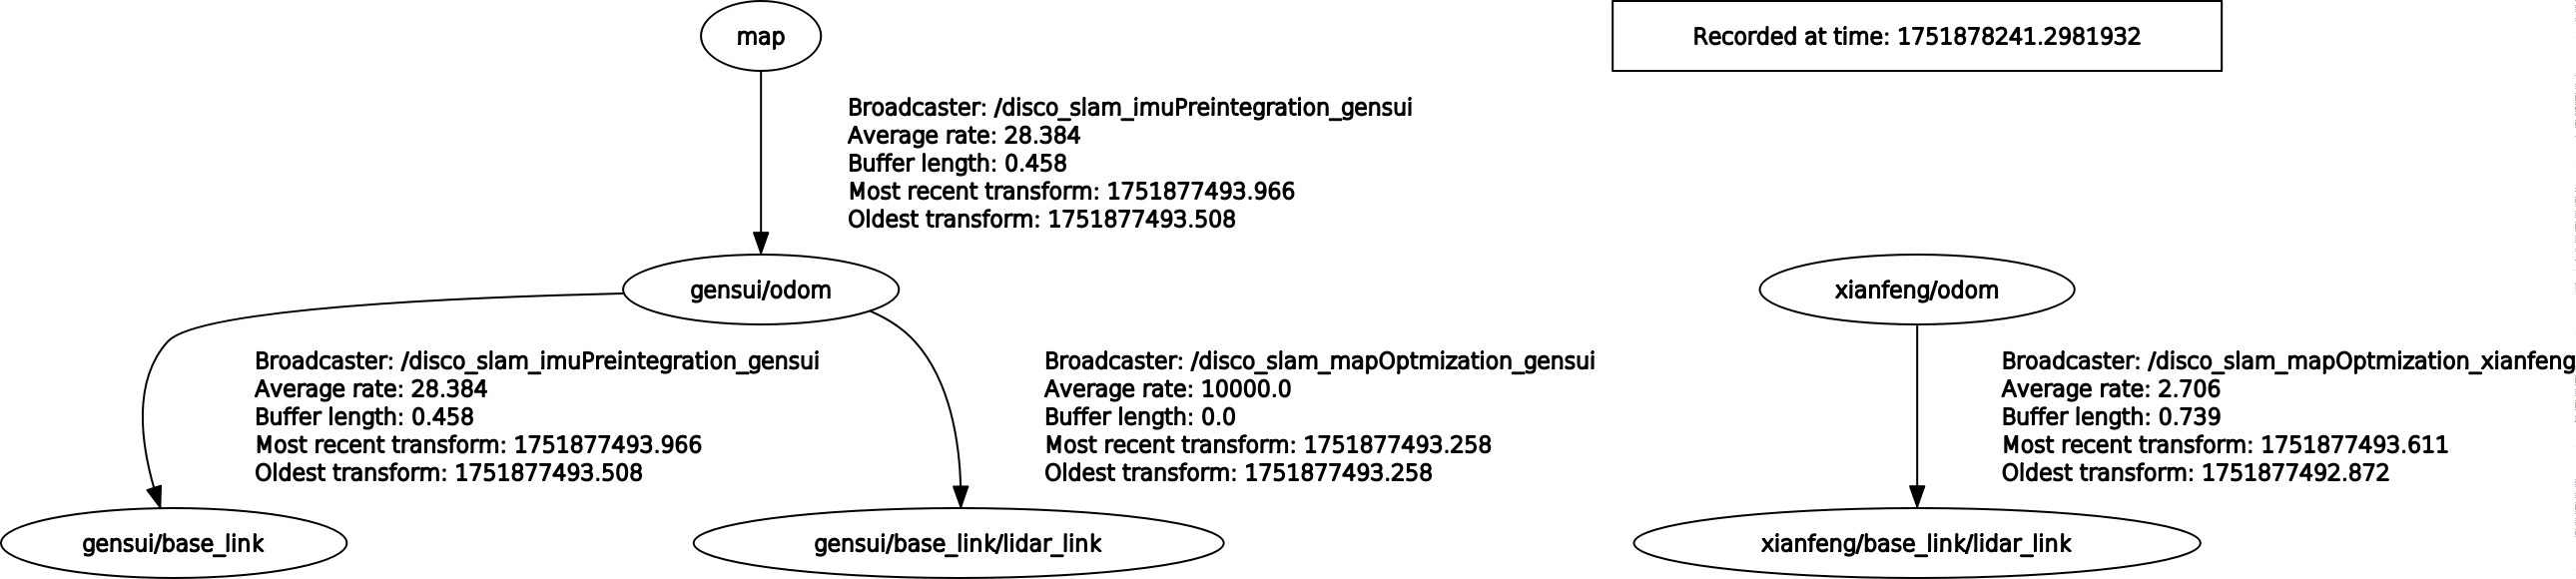 map
Recorded at time: 1751878241.2981932
Broadcaster: /disco_slam_imuPreintegration_gensui
Average rate: 28.384
Buffer length: 0.458
Most recent transform: 1751877493.966
Oldest transform: 1751877493.508
gensui/odom
xianfeng/odom
Broadcaster: /disco_slam_imuPreintegration_gensui
Average rate: 28.384
Buffer length: 0.458
Most recent transform: 1751877493.966
Oldest transform: 1751877493.508
Broadcaster: /disco_slam_mapOptmization_gensui
Average rate: 10000.0
Buffer length: 0.0
Most recent transform: 1751877493.258
Oldest transform: 1751877493.258
Broadcaster: /disco_slam_mapOptmization_xianfeng
Average rate: 2.706
Buffer length: 0.739
Most recent transform: 1751877493.611
Oldest transform: 1751877492.872
gensui/base_link
gensui/base_link/lidar_link
xianfeng/base_link/lidar_link